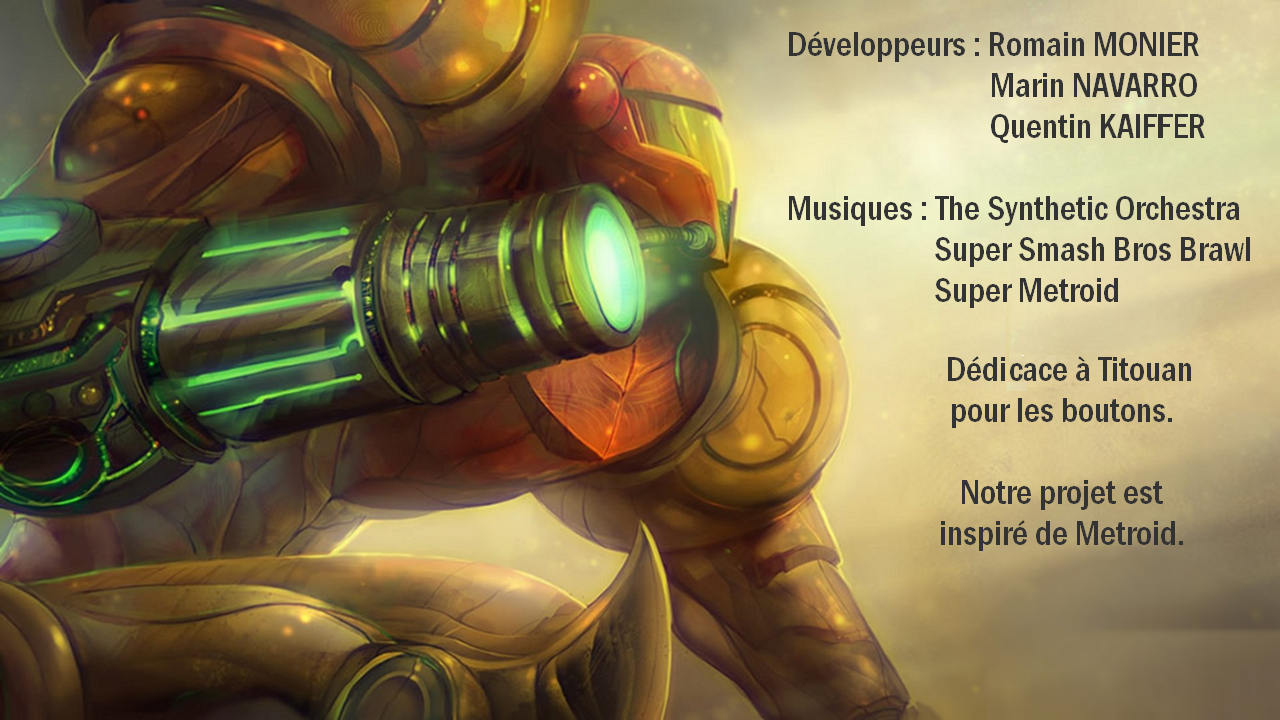 Développeurs : Romain MONIER
Marin NAVARRO
Quentin KAIFFER
Musiques : The Synthetic Orchestra
Super Smash Bros Brawl
Super Metroid
Dédicace à Titouan
pour les boutons.
Notre projet est
inspiré de Metroid.